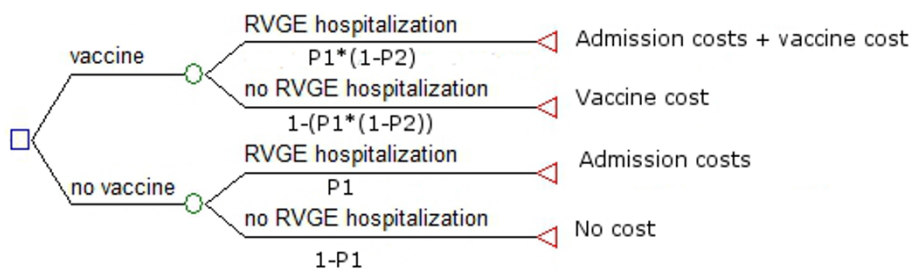 RVGE hospitalization
Admission costs + vaccine cost
vaccine
P1*(1-P2)
no RVGE hospitalization
Vaccine cost
1-(P1*(1-P2))
RVGE hospitalization
Admission costs
no vaccine
P1
no RVGE hospitalization
No cost
1-P1